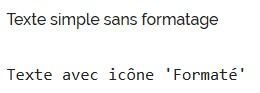 Texte simple sans formatage
Texte avec icône 'Formaté'